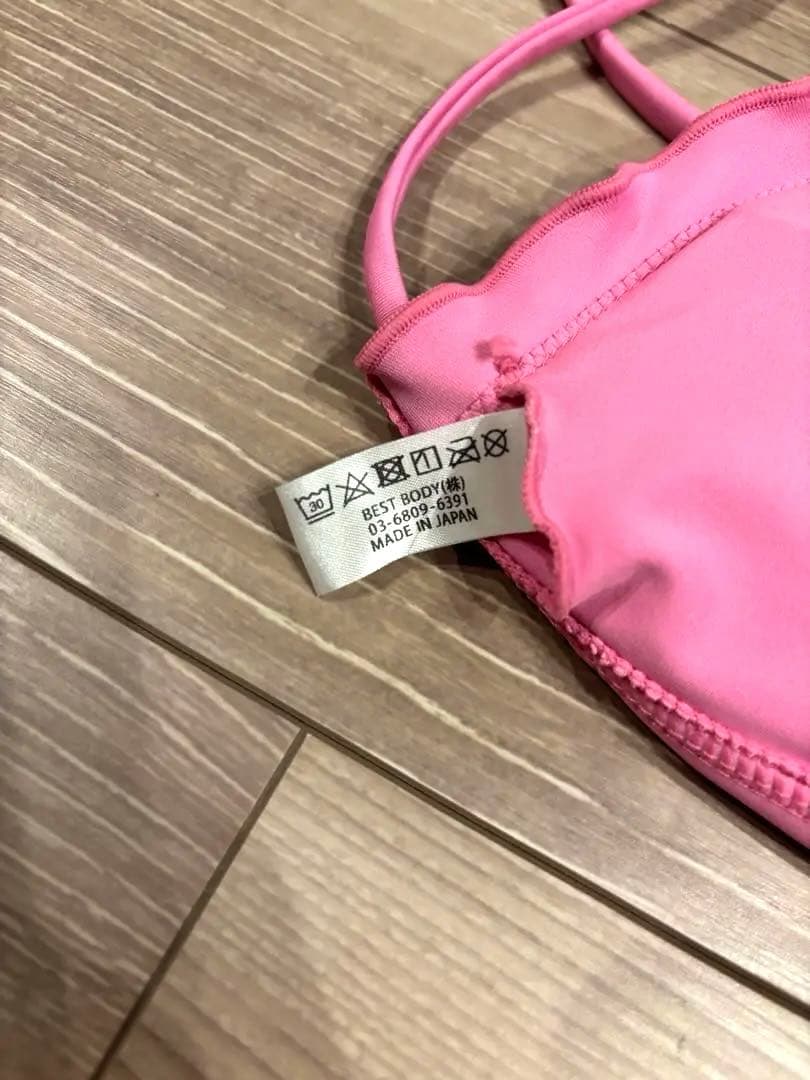 30
BEST BODY(株)
03-6809-6391
MADE IN JAPAN